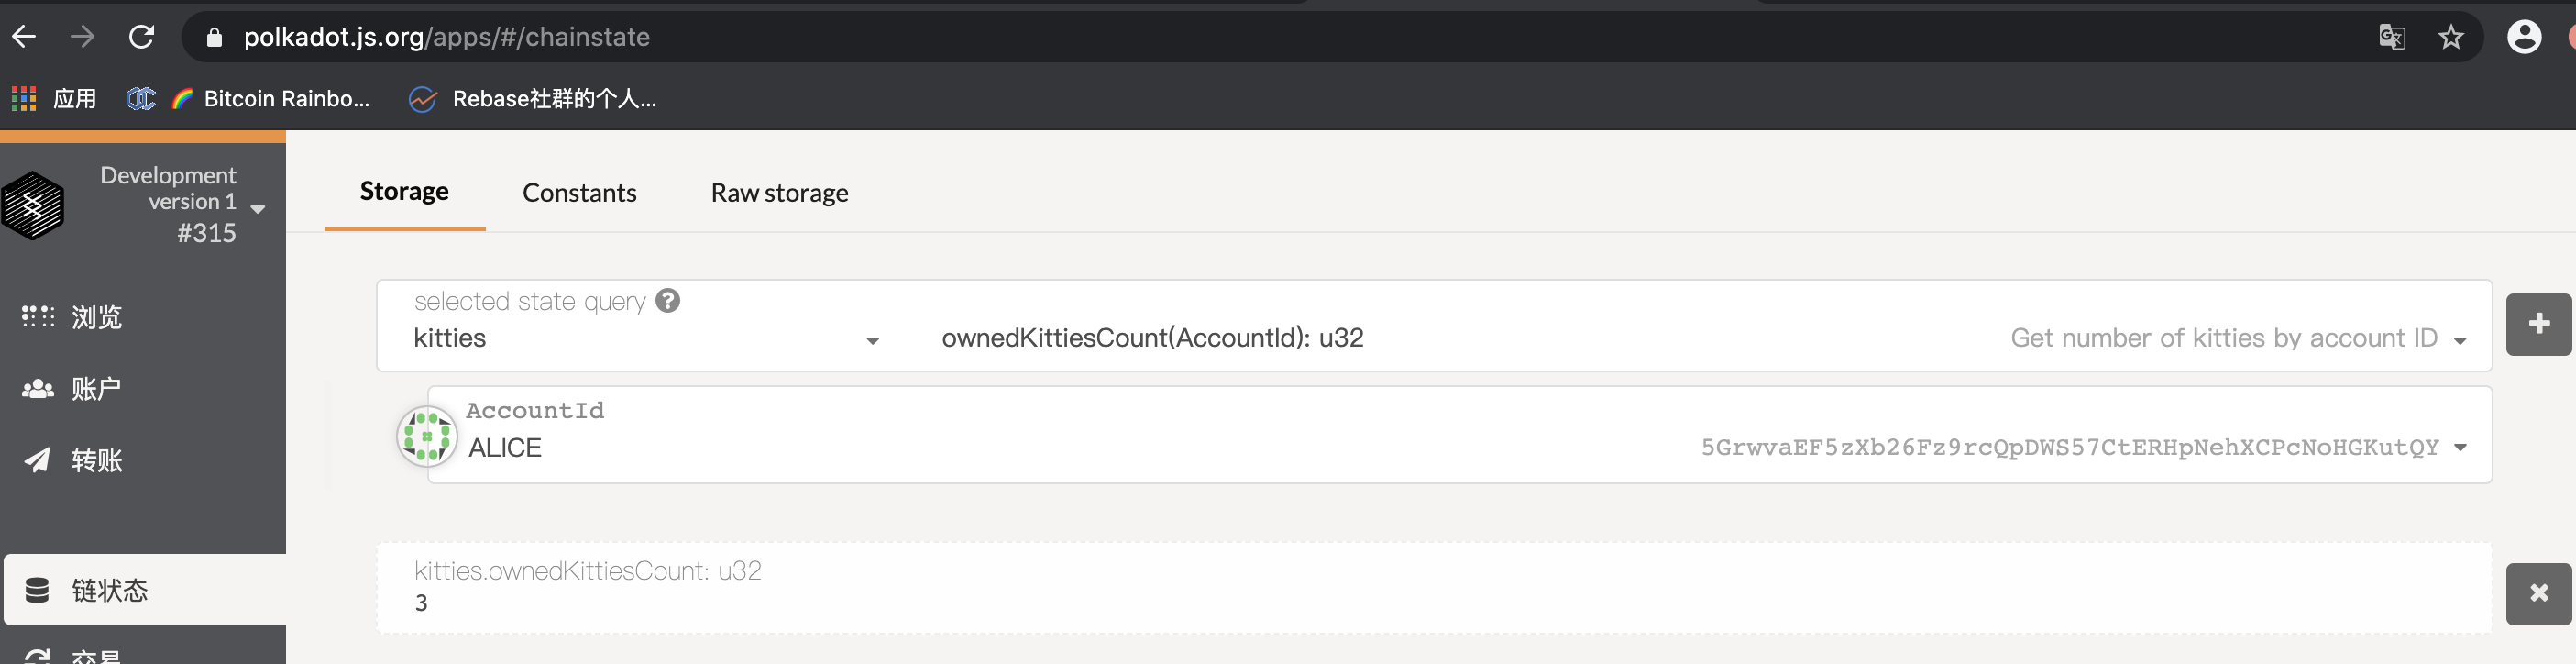 polkadot.js.org/apps/#/chainstate
应用
Bitcoin Rainbo...
Rebase社群的个人...
Development
version 1
#315
Storage
Constants
Raw storage
浏览
账户
转账
链状态
交易
selected state query
kitties
ownedKittiesCount(AccountId): u32
Get number of kitties by account ID
AccountId
ALICE
5GrwvaEF5zXb26Fz9rcQpDWS57CtERHpNehXCPcNoHGKutQY
kitties.ownedKittiesCount: u32
3